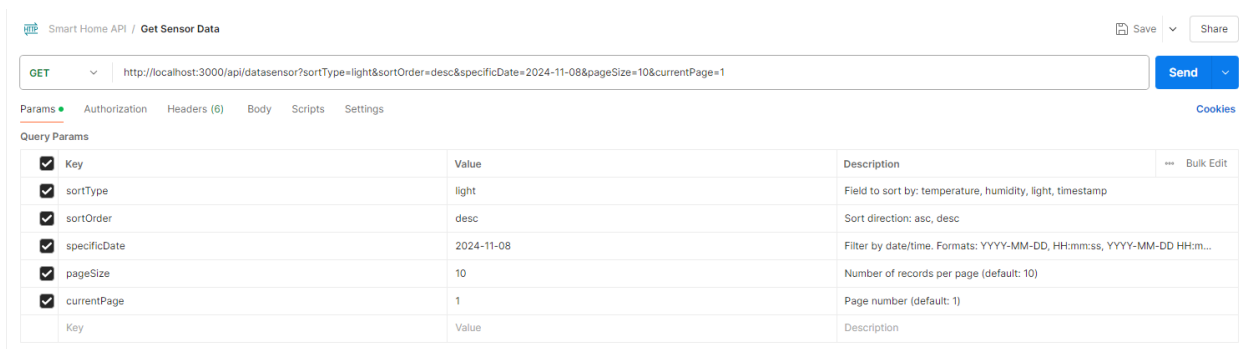 HTTP Smart Home API / Get Sensor Data Save Share
GET http://localhost:3000/api/datasensor?sortType=light&sortOrder=desc&specificDate=2024-11-08&pageSize=10&currentPage=1 Send
Params Authorization Headers (6) Body Scripts Settings Cookies
Query Params
Key Value Description ••• Bulk Edit
sortType light Field to sort by: temperature, humidity, light, timestamp
sortOrder desc Sort direction: asc, desc
specificDate 2024-11-08 Filter by date/time. Formats: YYYY-MM-DD, HH:mm:ss, YYYY-MM-DD HH:m...
pageSize 10 Number of records per page (default: 10)
currentPage 1 Page number (default: 1)
Key Value Description